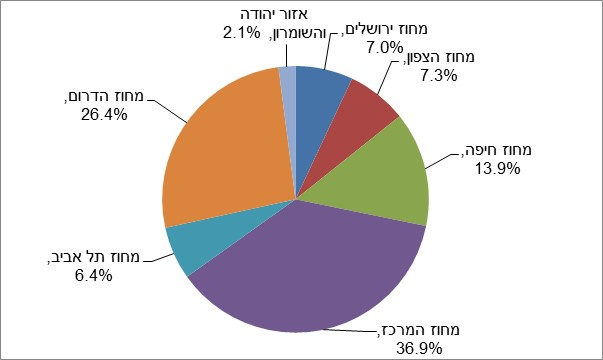 מחוז ירושלים,
7.0%
מחוז הצפון,
7.3%
מחוז חיפה,
13.9%
מחוז המרכז,
36.9%
מחוז תל אביב,
6.4%
מחוז הדרום,
26.4%
אזור יהודה
והשומרון, 2.1%